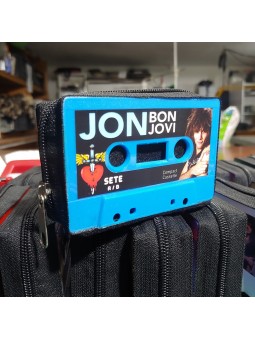 JON BON
JOVI
SETE
A/B
Compact
Cassette